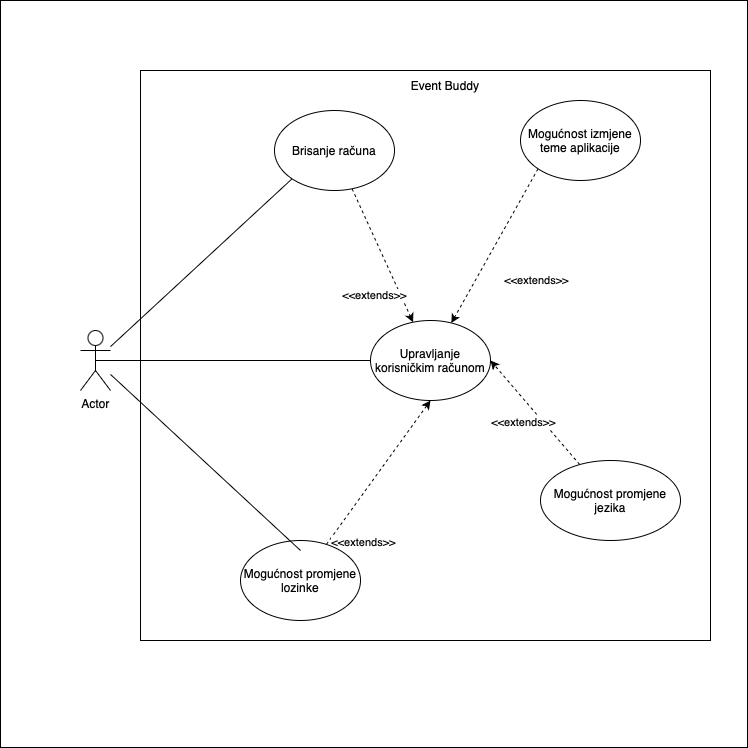 Event Buddy
Brisanje računa
Mogućnost izmjene
teme aplikacije
<<extends>>
<<extends>>
Upravljanje
korisničkim računom
Actor
<<extends>>
Mogućnost promjene
jezika
<<extends>>
Mogućnost promjene
lozinke